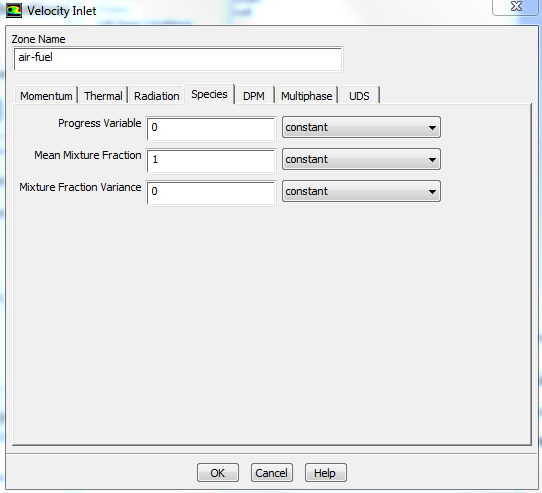 Velocity Inlet
Zone Name
air-fuel
Momentum Thermal Radiation Species DPM Multiphase UDS
Progress Variable 0 constant
Mean Mixture Fraction 1 constant
Mixture Fraction Variance 0 constant
OK Cancel Help